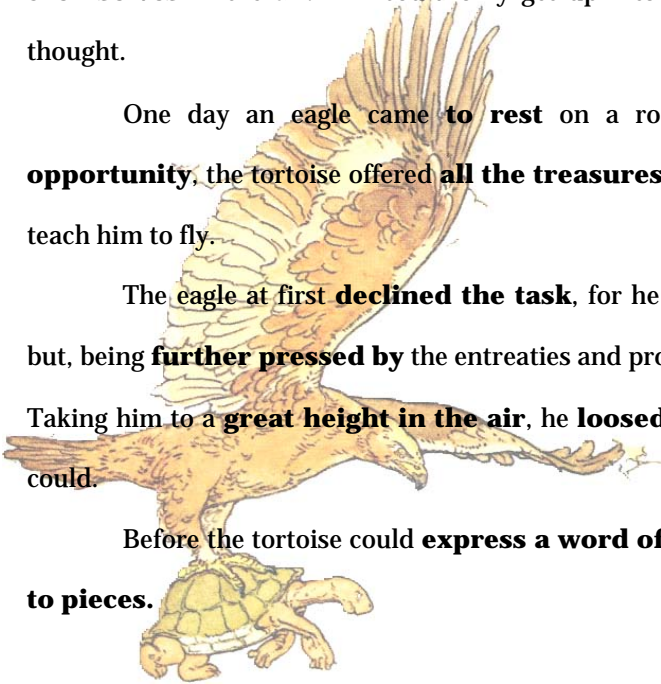 thought.
One day an eagle came to rest on a ro
opportunity, the tortoise offered all the treasures
teach him to fly.
The eagle at first declined the task, for he
but, being further pressed by the entreaties and pro
Taking him to a great height in the air, he loosed
could.
Before the tortoise could express a word of
to pieces.